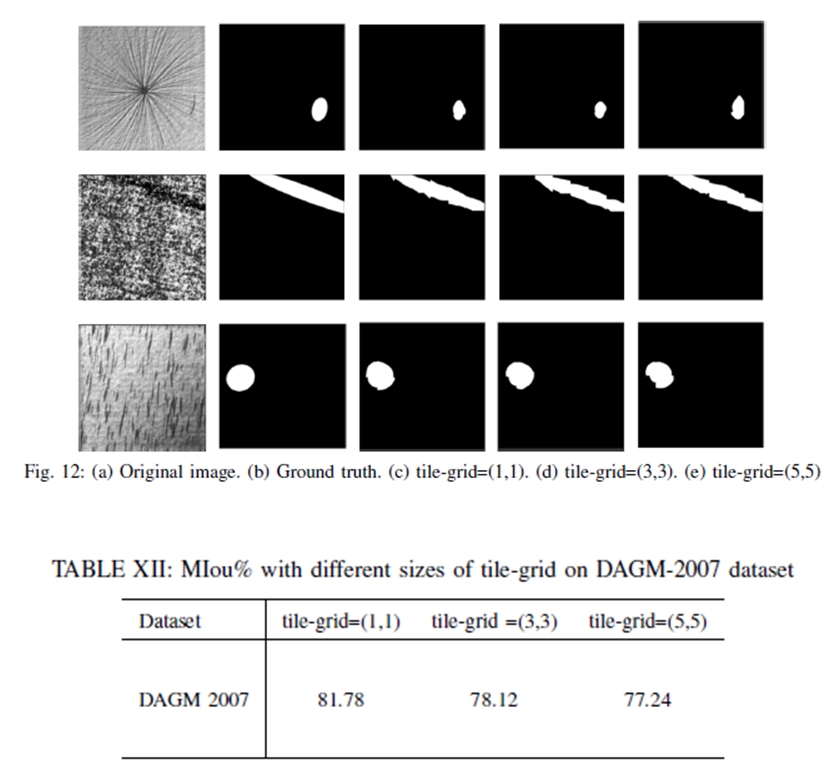 Fig. 12: (a) Original image. (b) Ground truth. (c) tile-grid=(1,1). (d) tile-grid=(3,3). (e) tile-grid=(5,5)
TABLE XII: MIou% with different sizes of tile-grid on DAGM-2007 dataset
Dataset tile-grid=(1,1) tile-grid =(3,3) tile-grid=(5,5)
DAGM 2007 81.78 78.12 77.24